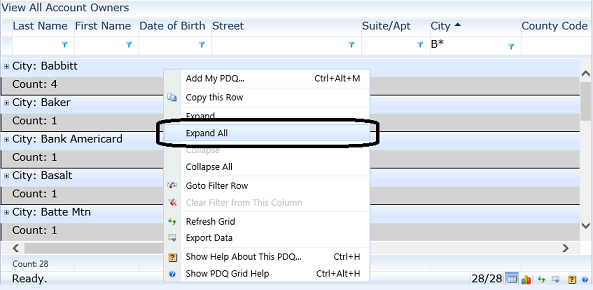 View All Account Owners
Last Name First Name Date of Birth Street Suite/Apt City County Code
B*
City: Babbitt
Count: 4
City: Baker
Count: 1
City: Bank Americard
Count: 1
City: Basalt
Count: 1
City: Batte Mtn
Count: 1
Add My PDQ... Ctrl+Alt+M
Copy this Row
Expand
Expand All
Collapse
Collapse All
Goto Filter Row
Clear Filter from This Column
Refresh Grid
Export Data
Show Help About This PDQ... Ctrl+H
Show PDQ Grid Help Ctrl+Alt+H
Count: 28
Ready. 28/28